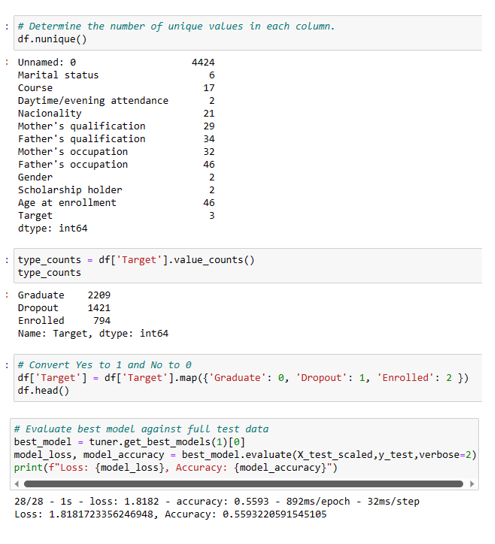 : # Determine the number of unique values in each column.
df.nunique()
: Unnamed: 0 4424
Marital status 6
Course 17
Daytime/evening attendance 2
Nacionality 21
Mother's qualification 29
Father's qualification 34
Mother's occupation 32
Father's occupation 46
Gender 2
Scholarship holder 2
Age at enrollment 46
Target 3
dtype: int64
: type_counts = df['Target'].value_counts()
type_counts
: Graduate 2209
Dropout 1421
Enrolled 794
Name: Target, dtype: int64
: # Convert Yes to 1 and No to 0
df['Target'] = df['Target'].map({'Graduate': 0, 'Dropout': 1, 'Enrolled': 2 })
df.head()
# Evaluate best model against full test data
best_model = tuner.get_best_models(1)[0]
model_loss, model_accuracy = best_model.evaluate(X_test_scaled,y_test,verbose=2)
print(f"Loss: {model_loss}, Accuracy: {model_accuracy}")
28/28 - 1s - loss: 1.8182 - accuracy: 0.5593 - 892ms/epoch - 32ms/step
Loss: 1.8181723356246948, Accuracy: 0.5593220591545105